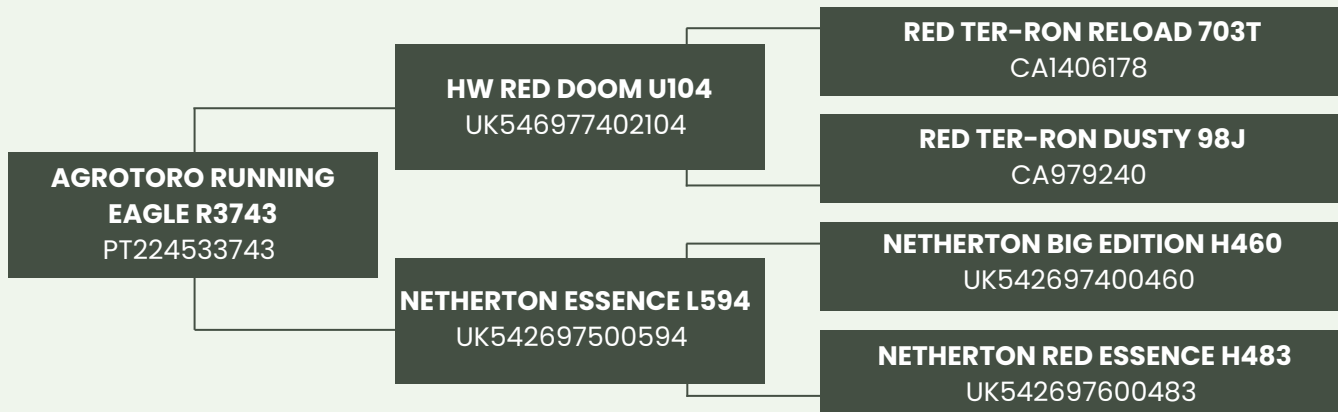 AGROTORO RUNNING
EAGLE R3743
PT224533743
HW RED DOOM U104
UK546977402104
NETHERTON ESSENCE L594
UK542697500594
RED TER-RON RELOAD 703T
CA1406178
RED TER-RON DUSTY 98J
CA979240
NETHERTON BIG EDITION H460
UK542697400460
NETHERTON RED ESSENCE H483
UK542697600483